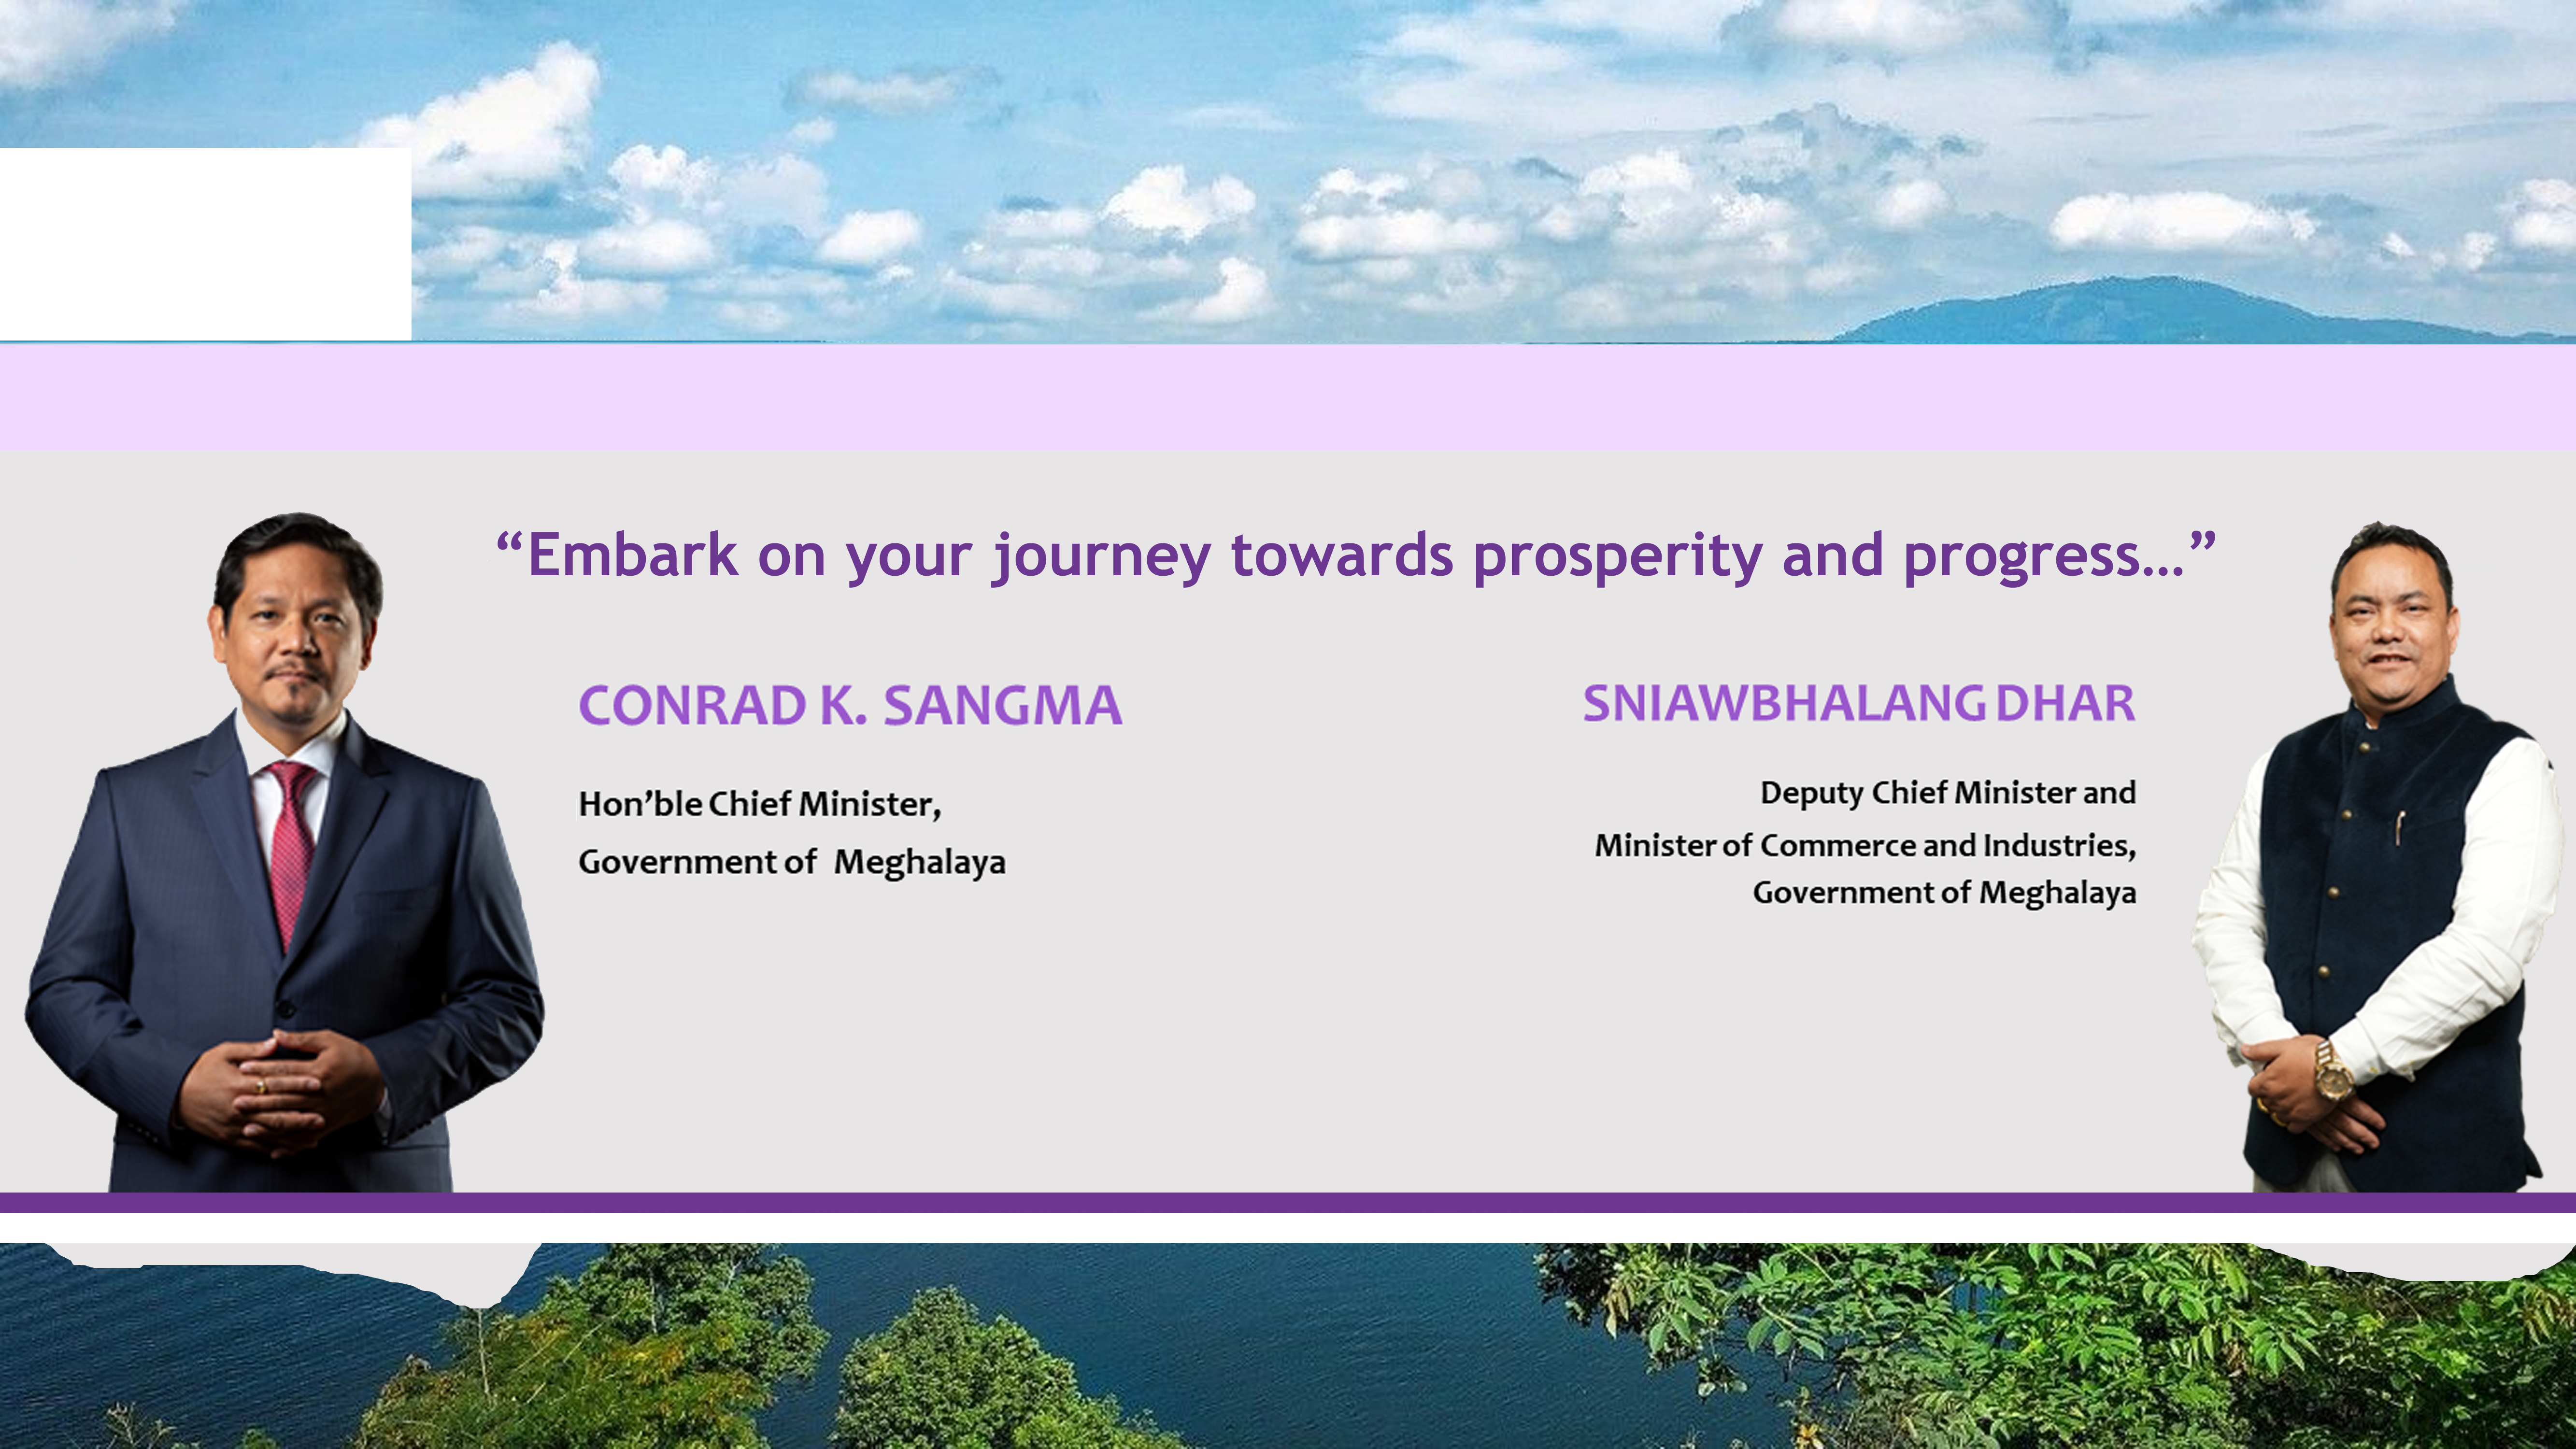 “Embark on your journey towards prosperity and progress...”
CONRAD K. SANGMA
Hon’ble Chief Minister,
Government of Meghalaya
SNIAWBHALANG DHAR
Deputy Chief Minister and
Minister of Commerce and Industries,
Government of Meghalaya